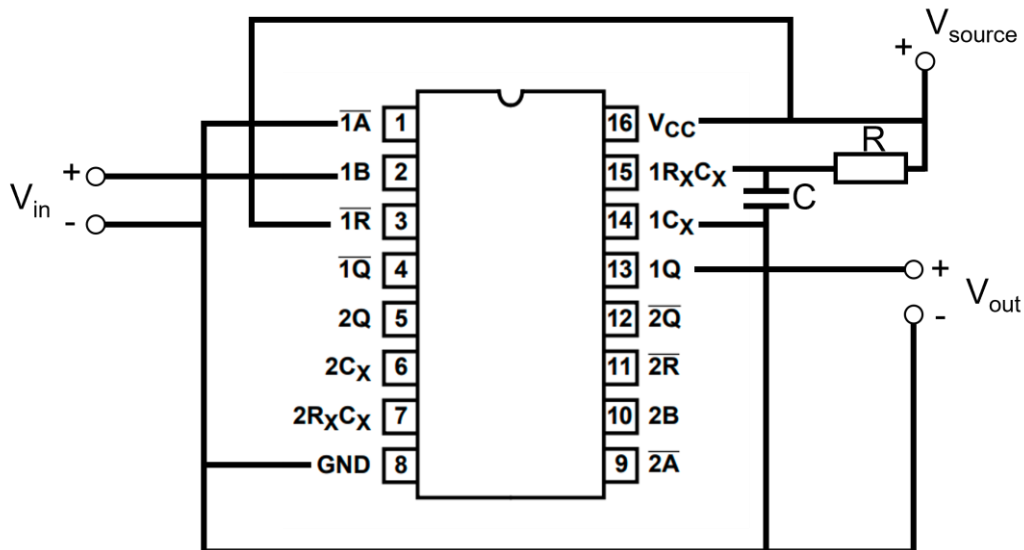 V_source
+
1A̅ 1 16 V_CC
R
+ 1B 2 15 1R_XC_X
V_in
C
- 1R̅ 3 14 1C_X
1Q̅ 4 13 1Q +
V_out
2Q 5 12 2Q̅ -
2C_X 6 11 2R̅
2R_XC_X 7 10 2B
GND 8 9 2A̅